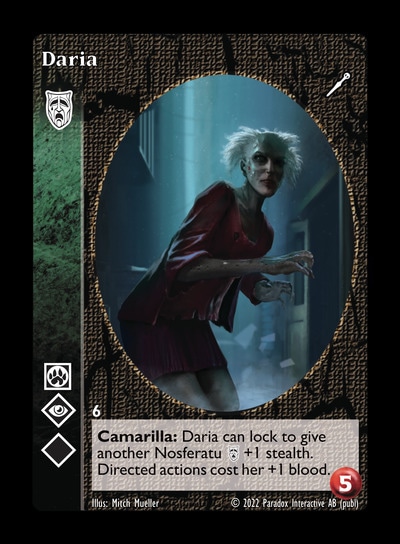 Daria
6
Camarilla: Daria can lock to give
another Nosferatu +1 stealth.
Directed actions cost her +1 blood.
5
Illus: Mitch Mueller © 2022 Paradox Interactive AB (publ)